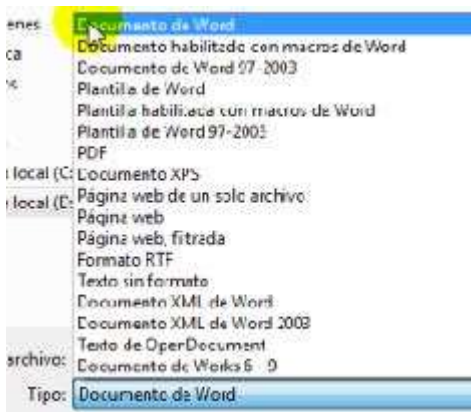 enes
Documento de Word
Documento habilitado con macros de Word
ca
Documento de Word 97-2003
Plantilla de Word
Plantilla habilitada con macros de Word
Plantilla de Word 97-2003
PDF
local (C:
Documento XPS
Página web de un solo archivo
local (D:
Página web
Página web, filtrada
Formato RTF
Texto sin formato
Documento XML de Word
Documento XML de Word 2003
Texto de OpenDocument
archivo:
Documento de Works 6 - 9
Tipo: Documento de Word